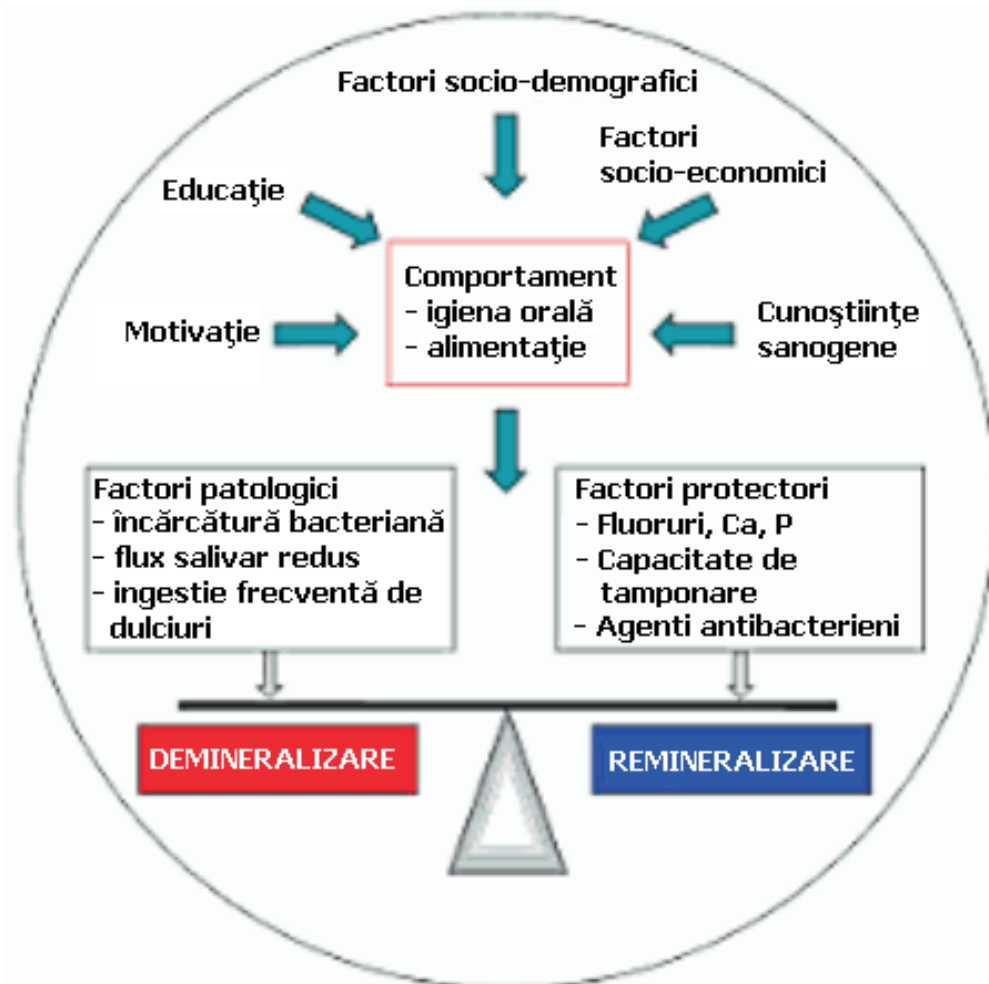 Factori socio-demografici
Factori
socio-economici
Educaţie
Comportament
- igiena orală
- alimentaţie
Motivaţie
Cunoştiinţe
sanogene
Factori patologici
- încărcătură bacteriană
- flux salivar redus
- ingestie frecventă de
dulciuri
Factori protectori
- Fluoruri, Ca, P
- Capacitate de
tamponare
- Agenti antibacterieni
DEMINERALIZARE
REMINERALIZARE